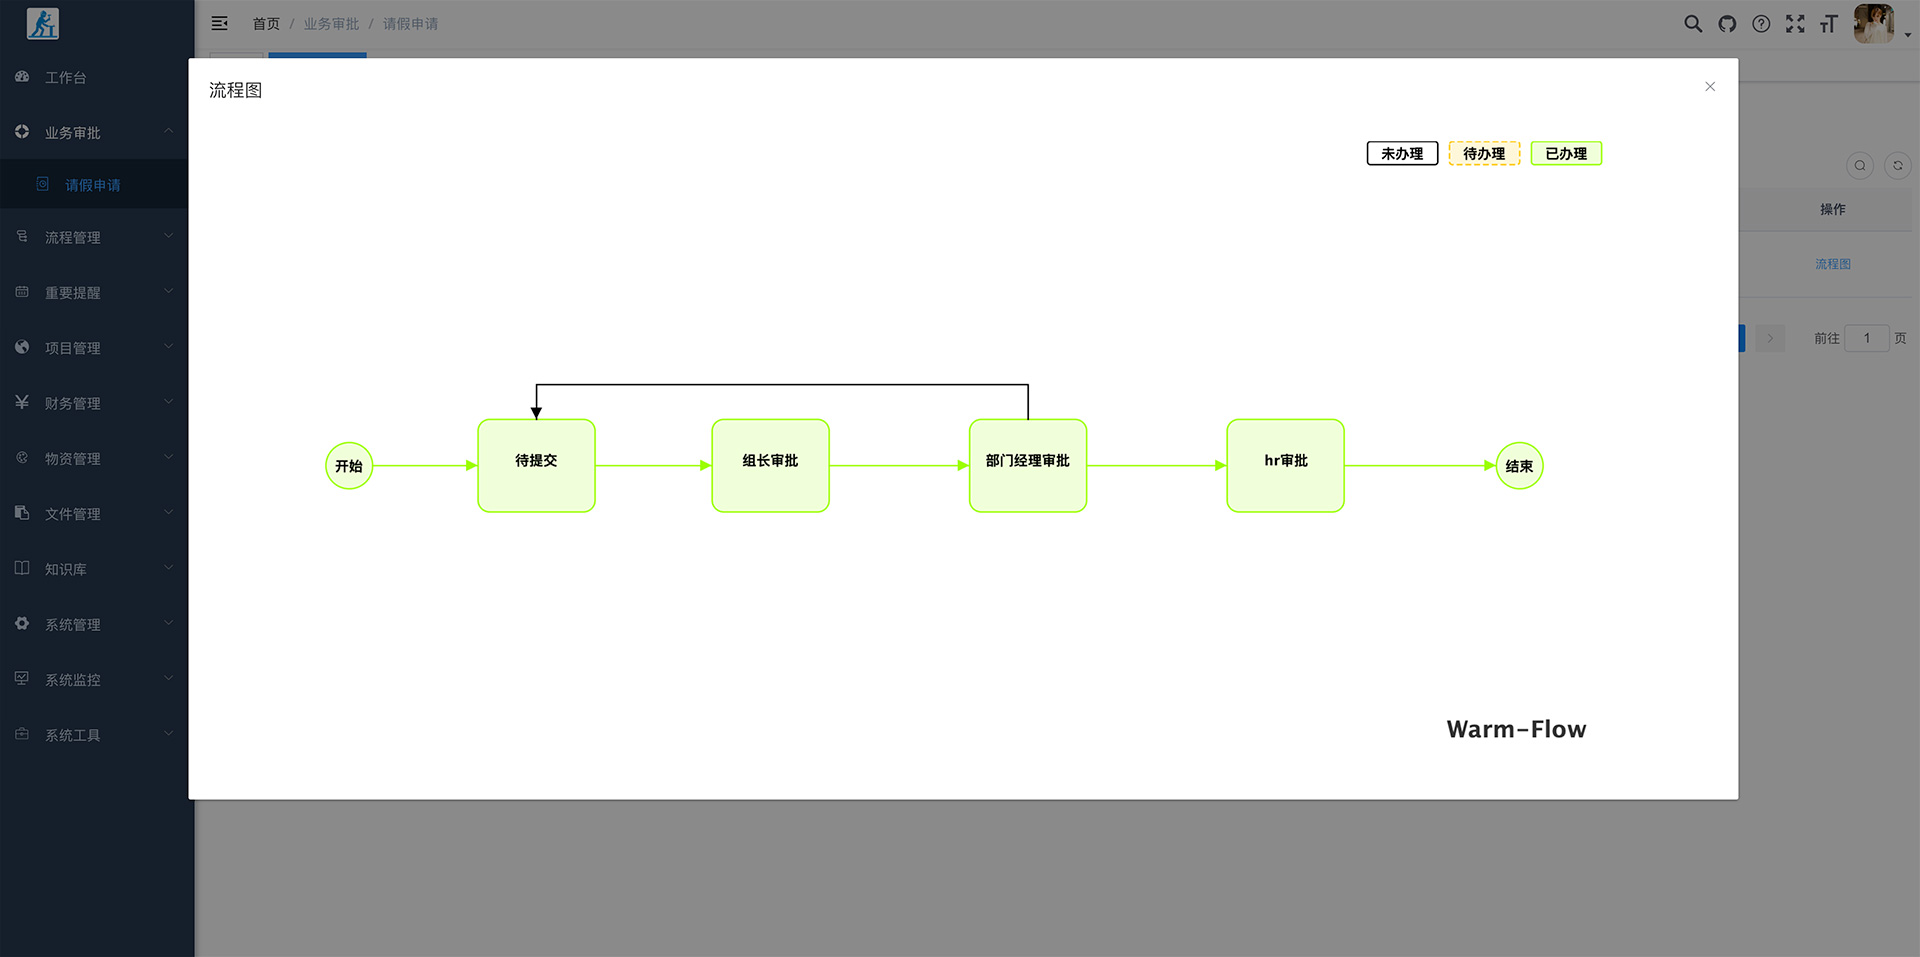 首页 / 业务审批 / 请假申请
工作台
业务审批
请假申请
流程管理
重要提醒
项目管理
财务管理
物资管理
文件管理
知识库
系统管理
系统监控
系统工具
流程图
未办理 待办理 已办理
开始 待提交 组长审批 部门经理审批 hr审批 结束
Warm-Flow
操作
流程图
前往 1 页